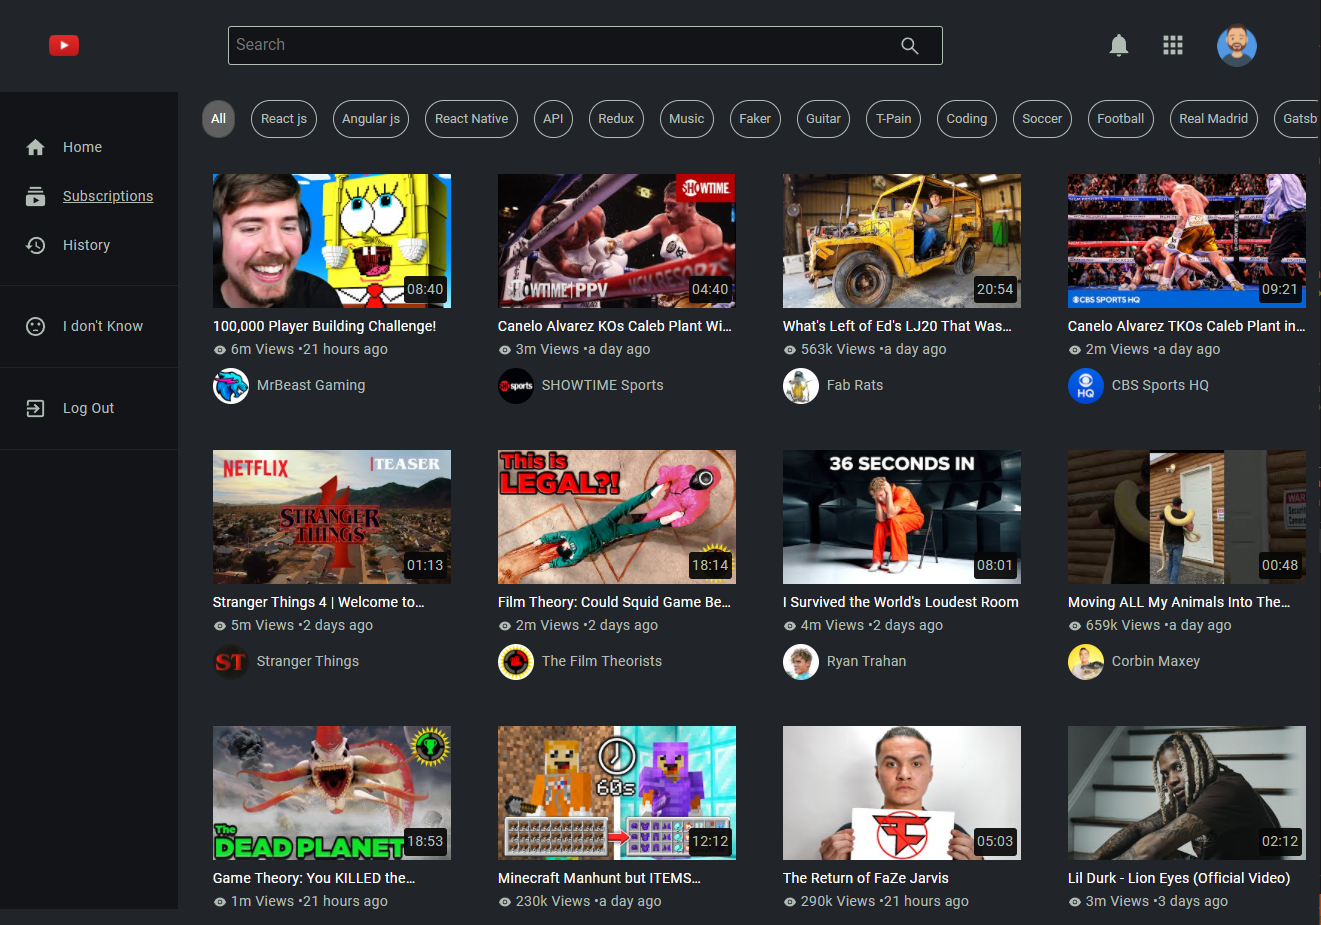 Search
All
React js
Angular js
React Native
API
Redux
Music
Faker
Guitar
T-Pain
Coding
Soccer
Football
Real Madrid
Gatsb
Home
Subscriptions
History
I don't Know
Log Out
08:40
100,000 Player Building Challenge!
6m Views •21 hours ago
MrBeast Gaming
SHOWTIME
SHOWTIME PPV
04:40
Canelo Alvarez KOs Caleb Plant Wi...
3m Views •a day ago
sports
SHOWTIME Sports
20:54
What's Left of Ed's LJ20 That Was...
563k Views •a day ago
Fab Rats
CBS SPORTS HQ
09:21
Canelo Alvarez TKOs Caleb Plant in...
2m Views •a day ago
HQ
CBS Sports HQ
NETFLIX
TEASER
STRANGER
THINGS
4
01:13
Stranger Things 4 | Welcome to...
5m Views •2 days ago
ST
Stranger Things
This is
LEGAL?!
18:14
Film Theory: Could Squid Game Be...
2m Views •2 days ago
The Film Theorists
36 SECONDS IN
08:01
I Survived the World's Loudest Room
4m Views •2 days ago
Ryan Trahan
00:48
Moving ALL My Animals Into The...
659k Views •a day ago
Corbin Maxey
The
DEAD PLANET
18:53
Game Theory: You KILLED the...
1m Views •21 hours ago
60s
12:12
Minecraft Manhunt but ITEMS...
230k Views •a day ago
05:03
The Return of FaZe Jarvis
290k Views •21 hours ago
02:12
Lil Durk - Lion Eyes (Official Video)
3m Views •3 days ago